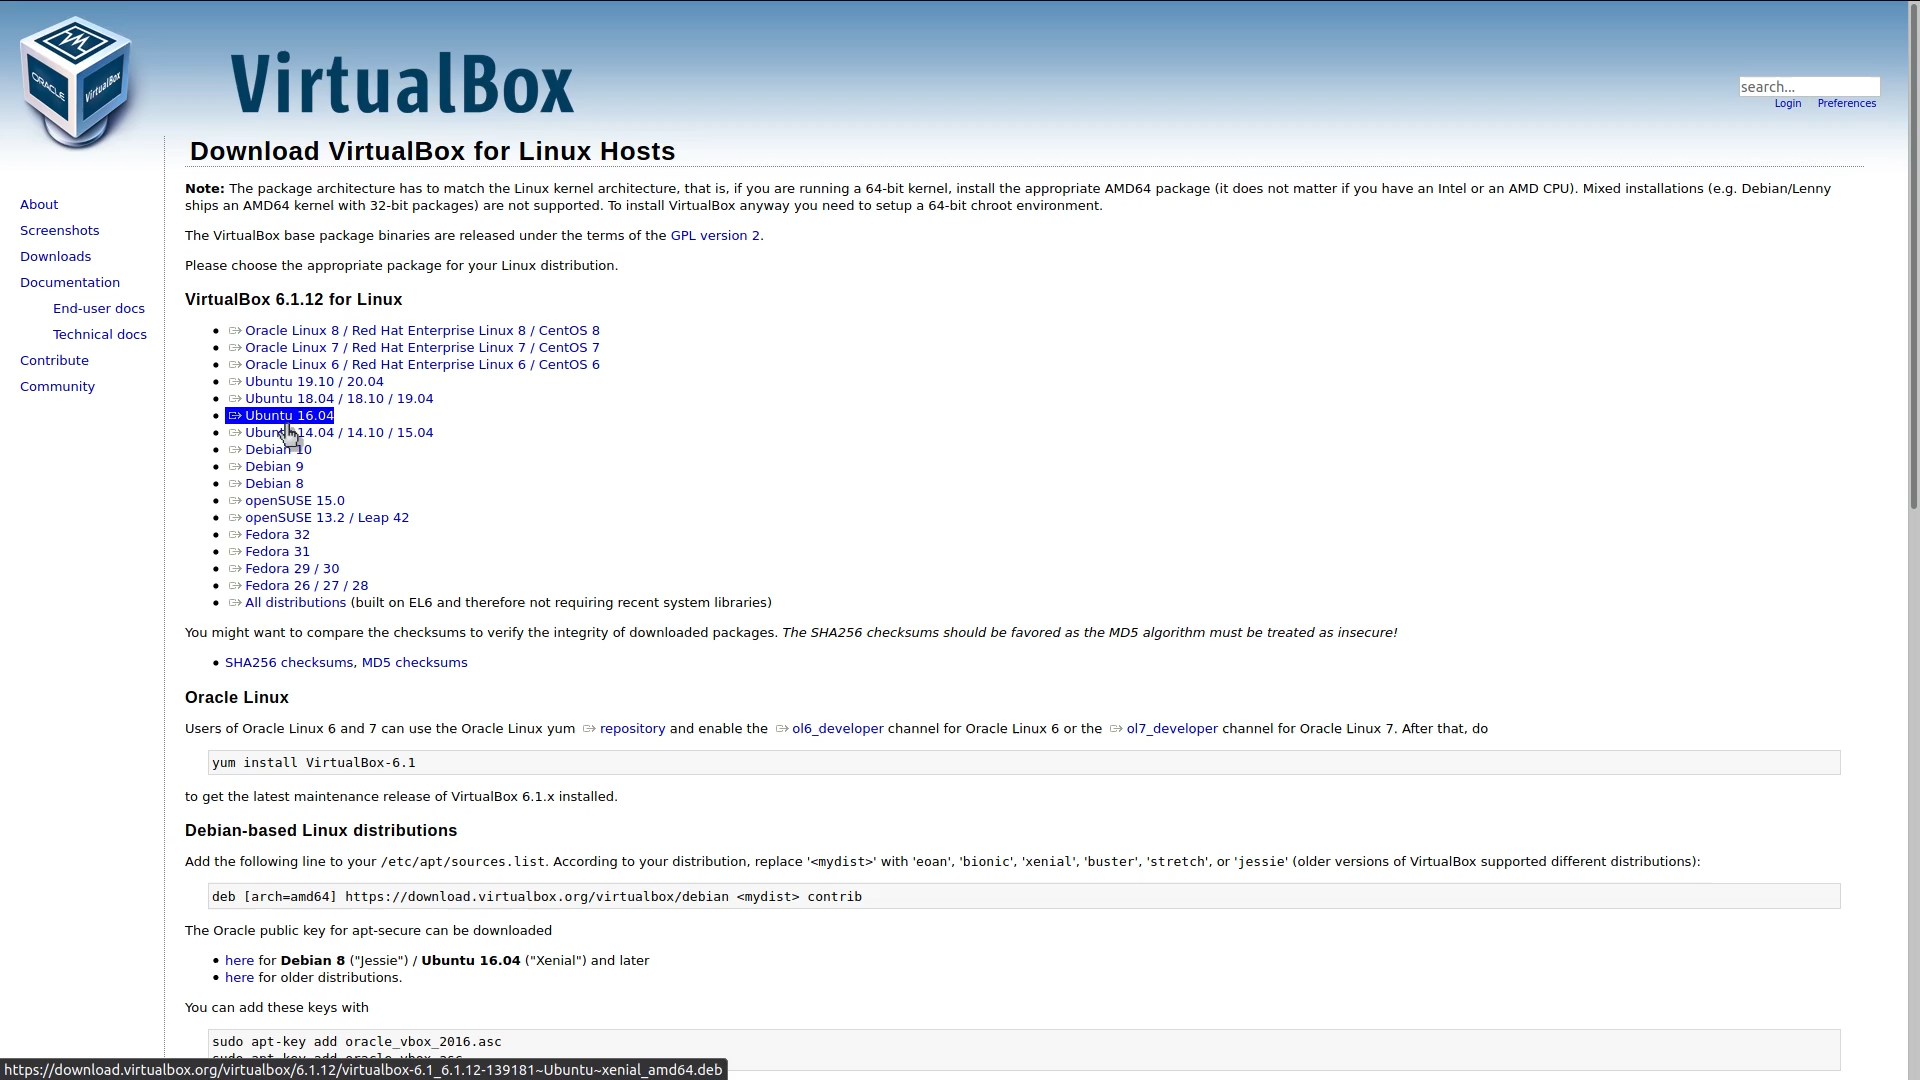 ORACLE
VirtualBox
VirtualBox
search...
Login Preferences
Download VirtualBox for Linux Hosts
Note: The package architecture has to match the Linux kernel architecture, that is, if you are running a 64-bit kernel, install the appropriate AMD64 package (it does not matter if you have an Intel or an AMD CPU). Mixed installations (e.g. Debian/Lenny
ships an AMD64 kernel with 32-bit packages) are not supported. To install VirtualBox anyway you need to setup a 64-bit chroot environment.
The VirtualBox base package binaries are released under the terms of the GPL version 2.
Please choose the appropriate package for your Linux distribution.
About
Screenshots
Downloads
Documentation
End-user docs
Technical docs
Contribute
Community
VirtualBox 6.1.12 for Linux
Oracle Linux 8 / Red Hat Enterprise Linux 8 / CentOS 8
Oracle Linux 7 / Red Hat Enterprise Linux 7 / CentOS 7
Oracle Linux 6 / Red Hat Enterprise Linux 6 / CentOS 6
Ubuntu 19.10 / 20.04
Ubuntu 18.04 / 18.10 / 19.04
Ubuntu 16.04
Ubuntu 14.04 / 14.10 / 15.04
Debian 10
Debian 9
Debian 8
openSUSE 15.0
openSUSE 13.2 / Leap 42
Fedora 32
Fedora 31
Fedora 29 / 30
Fedora 26 / 27 / 28
All distributions (built on EL6 and therefore not requiring recent system libraries)
You might want to compare the checksums to verify the integrity of downloaded packages. The SHA256 checksums should be favored as the MD5 algorithm must be treated as insecure!
SHA256 checksums, MD5 checksums
Oracle Linux
Users of Oracle Linux 6 and 7 can use the Oracle Linux yum repository and enable the ol6_developer channel for Oracle Linux 6 or the ol7_developer channel for Oracle Linux 7. After that, do
yum install VirtualBox-6.1
to get the latest maintenance release of VirtualBox 6.1.x installed.
Debian-based Linux distributions
Add the following line to your /etc/apt/sources.list. According to your distribution, replace '<mydist>' with 'eoan', 'bionic', 'xenial', 'buster', 'stretch', or 'jessie' (older versions of VirtualBox supported different distributions):
deb [arch=amd64] https://download.virtualbox.org/virtualbox/debian <mydist> contrib
The Oracle public key for apt-secure can be downloaded
here for Debian 8 ("Jessie") / Ubuntu 16.04 ("Xenial") and later
here for older distributions.
You can add these keys with
sudo apt-key add oracle_vbox_2016.asc
sudo apt-key add oracle_vbox.asc
https://download.virtualbox.org/virtualbox/6.1.12/virtualbox-6.1_6.1.12-139181~Ubuntu~xenial_amd64.deb